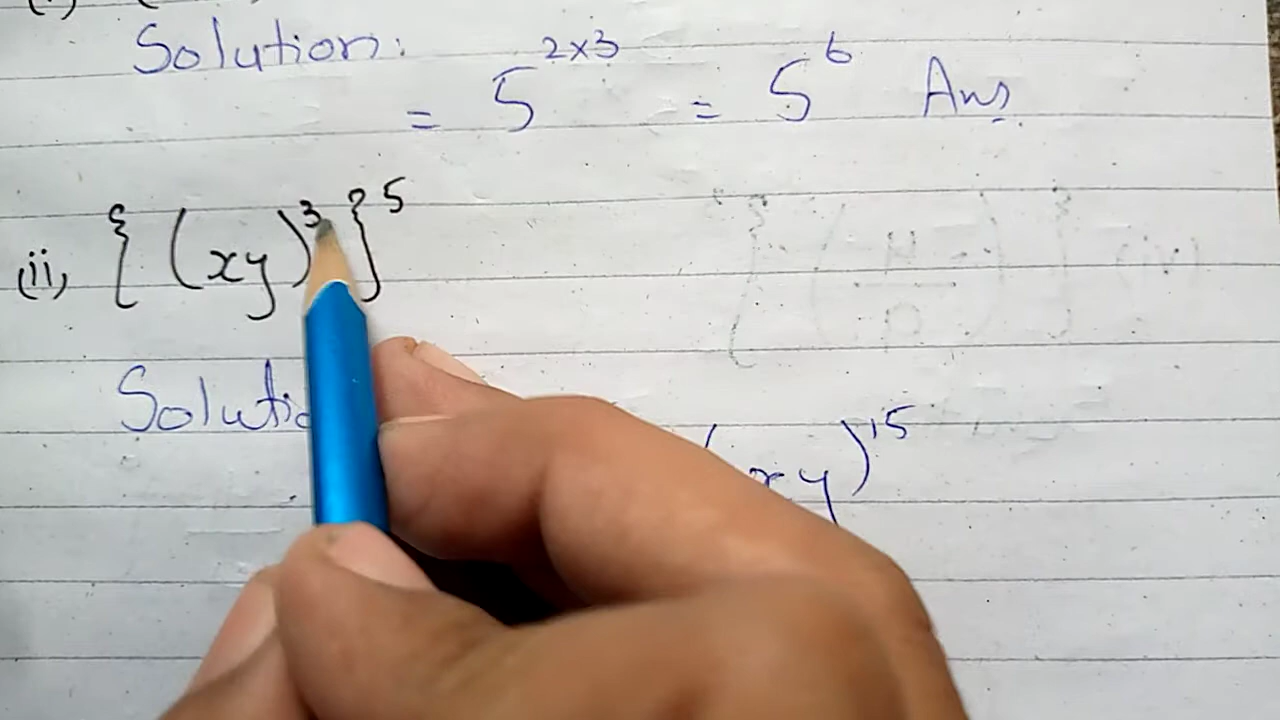 Solution:
= 5^{2×3} = 5^6 Ans
(ii) { (xy)^3 }^5
Solutio
(xy)^15